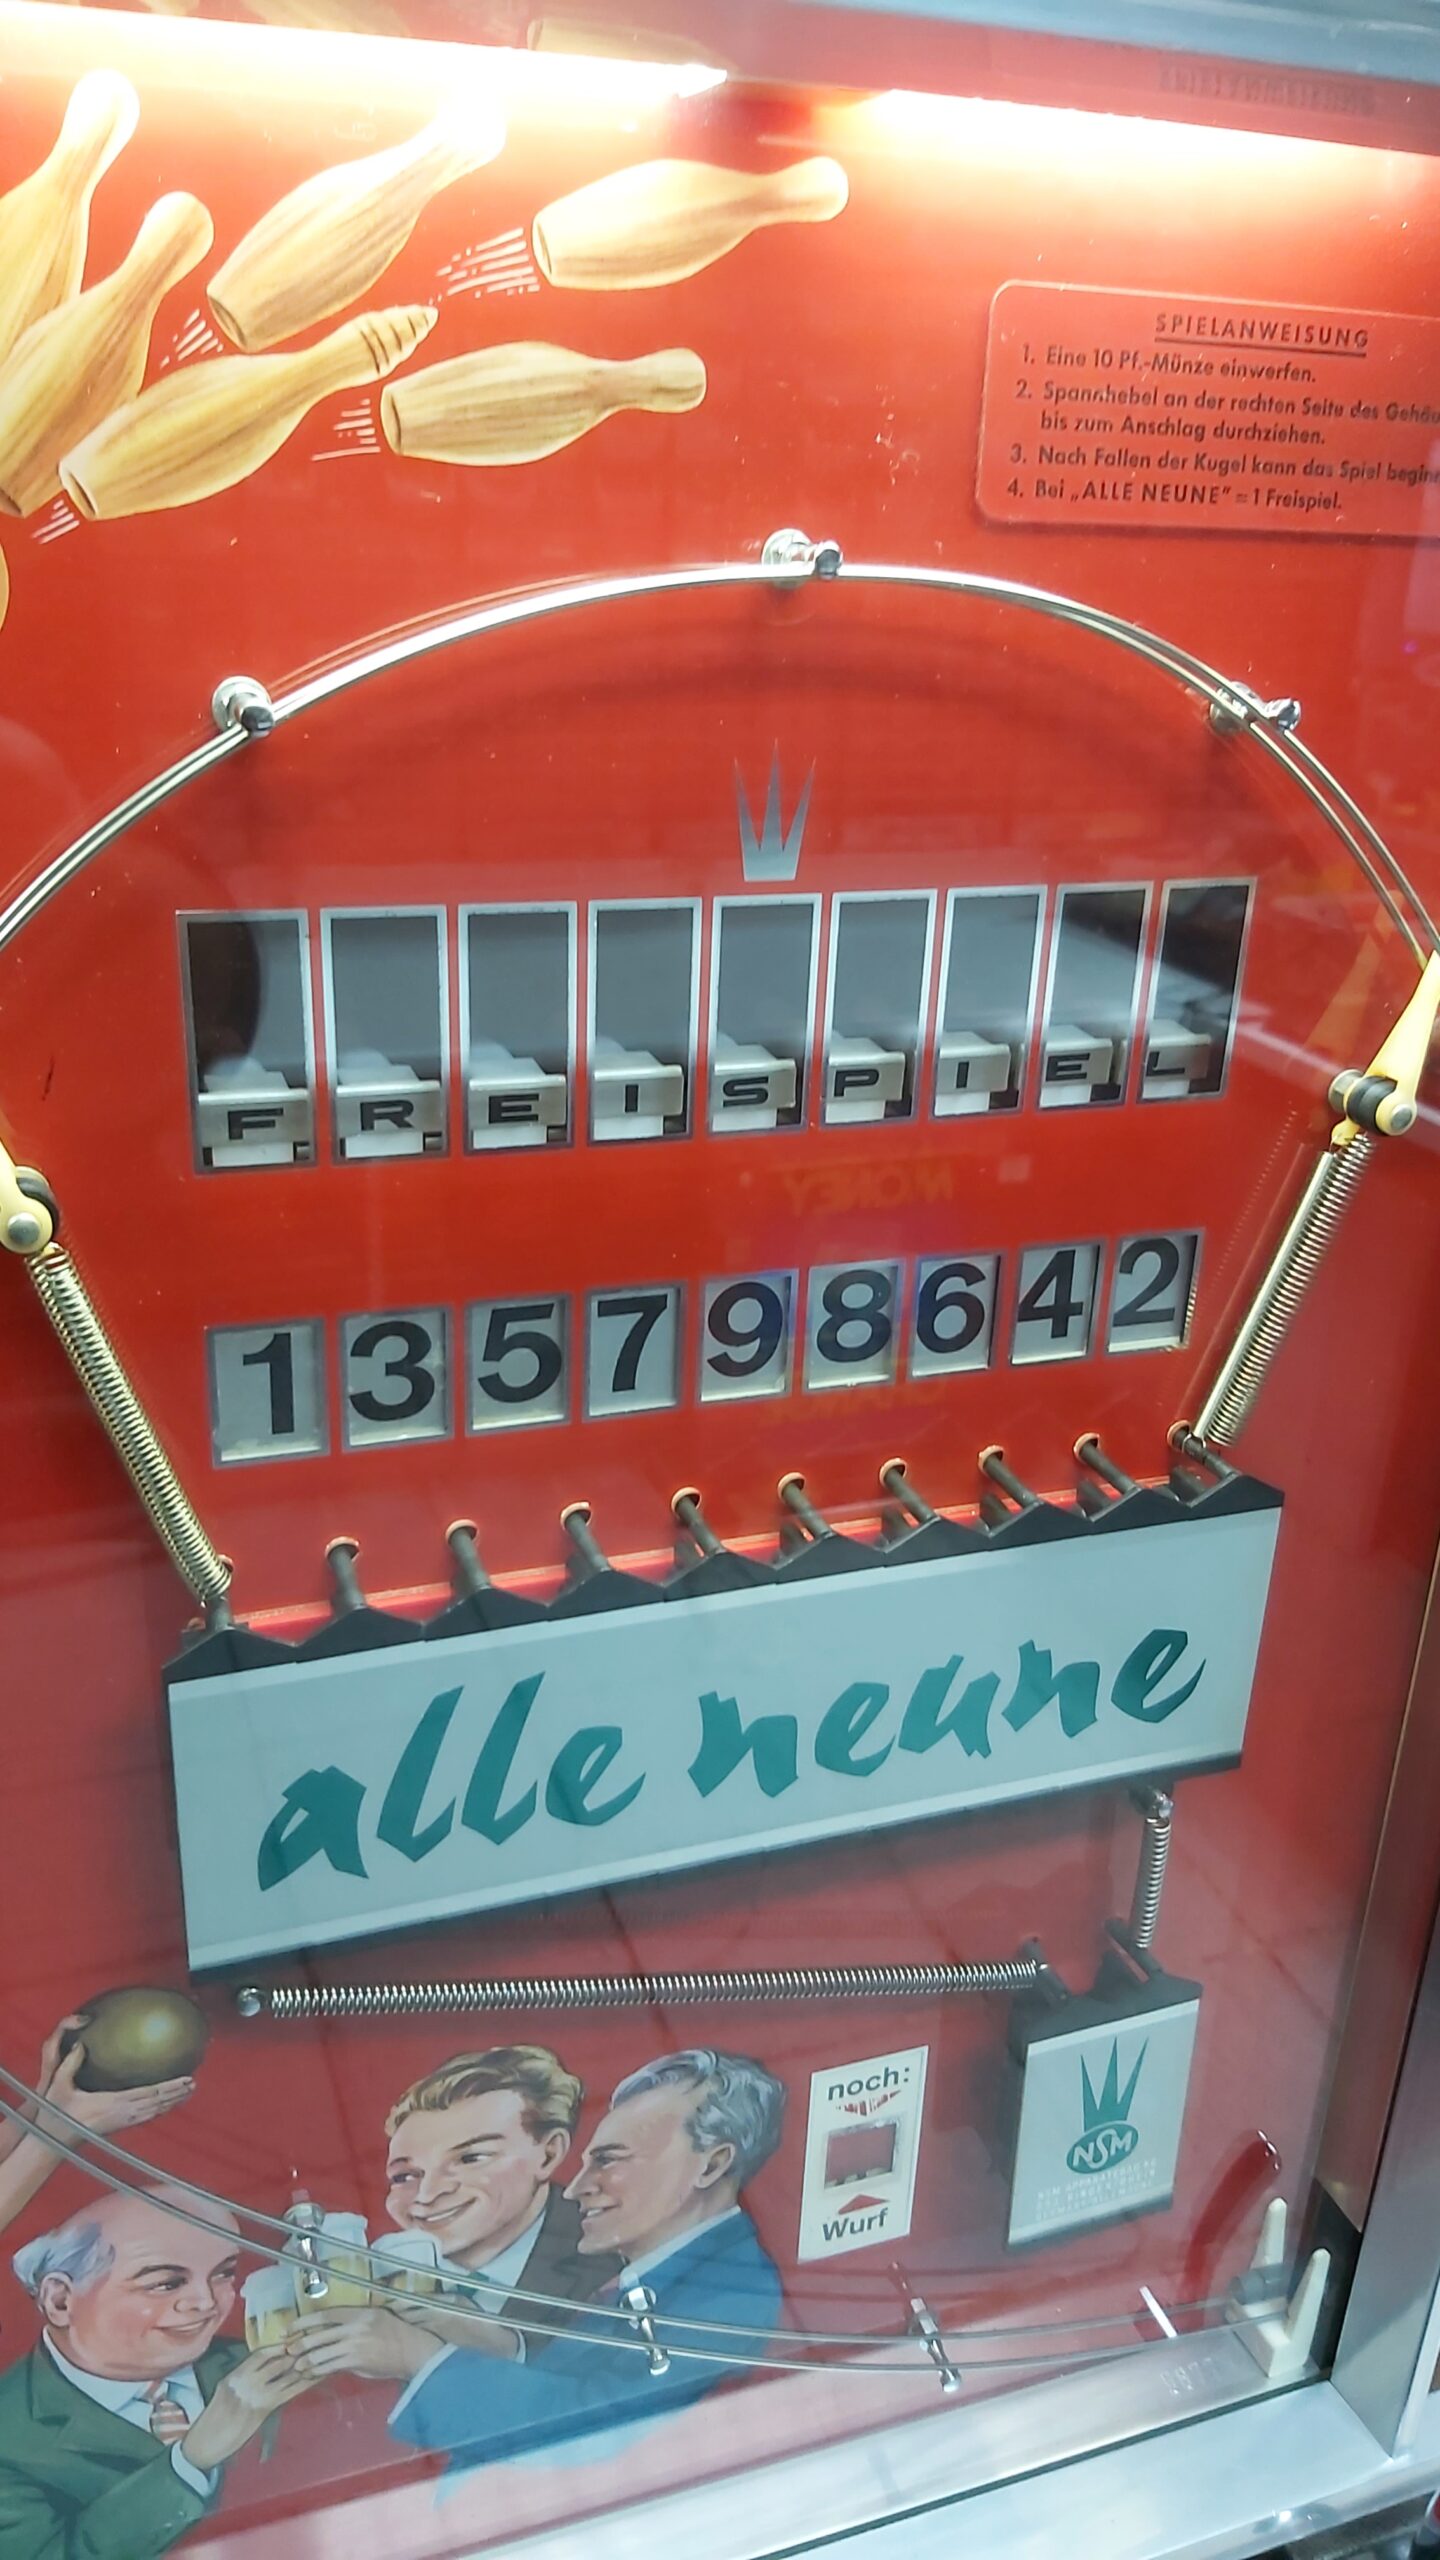 SPIELANWEISUNG
1. Eine 10 Pf.-Münze einwerfen.
2. Spannhebel an der rechten Seite des Gehäu
bis zum Anschlag durchziehen.
3. Nach Fallen der Kugel kann das Spiel beginn
4. Bei „ALLE NEUNE" = 1 Freispiel.
F R E I S P I E L
1 3 5 7 9 8 6 4 2
alle neune
noch:
Wurf
NSM